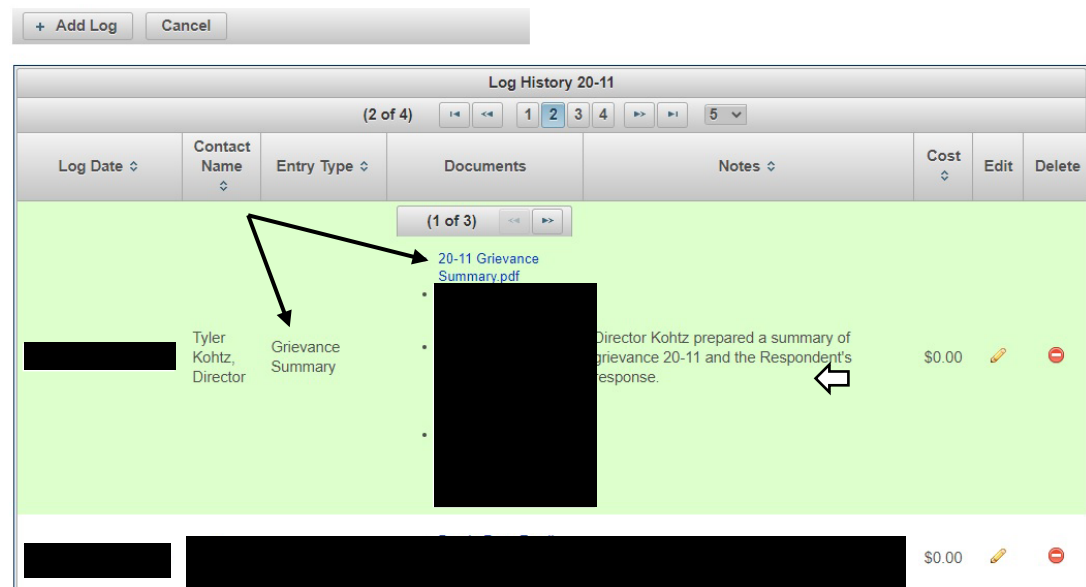 + Add Log Cancel
Log History 20-11
(2 of 4) 1 2 3 4 5
Log Date Contact Name Entry Type Documents Notes Cost Edit Delete
(1 of 3)
20-11 Grievance
Summary.pdf
Tyler
Kohtz,
Director
Grievance
Summary
Director Kohtz prepared a summary of
grievance 20-11 and the Respondent's
response.
$0.00
$0.00